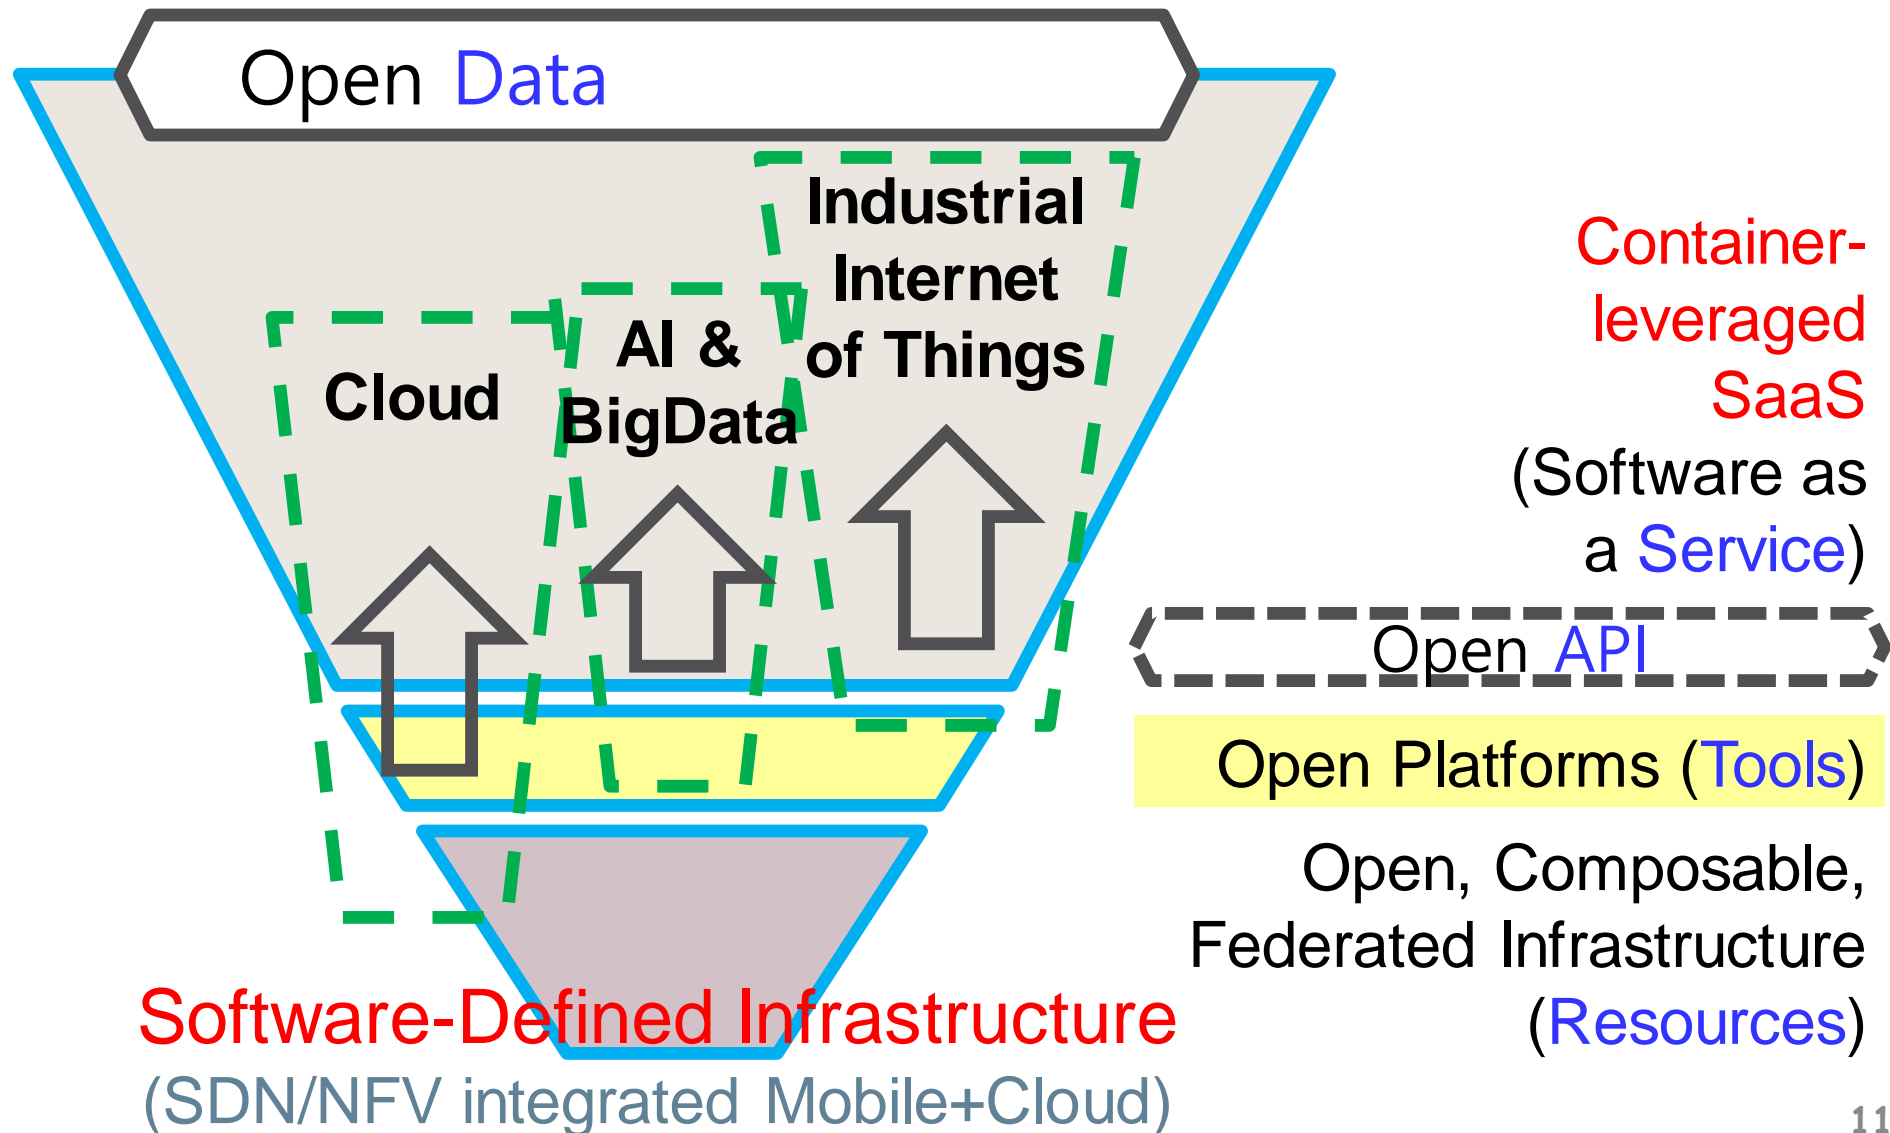 Open Data
Industrial
Internet
of Things
AI &
BigData
Cloud
Container-
leveraged
SaaS
(Software as
a Service)
Open API
Open Platforms (Tools)
Open, Composable,
Federated Infrastructure
(Resources)
Software-Defined Infrastructure
(SDN/NFV integrated Mobile+Cloud)
11